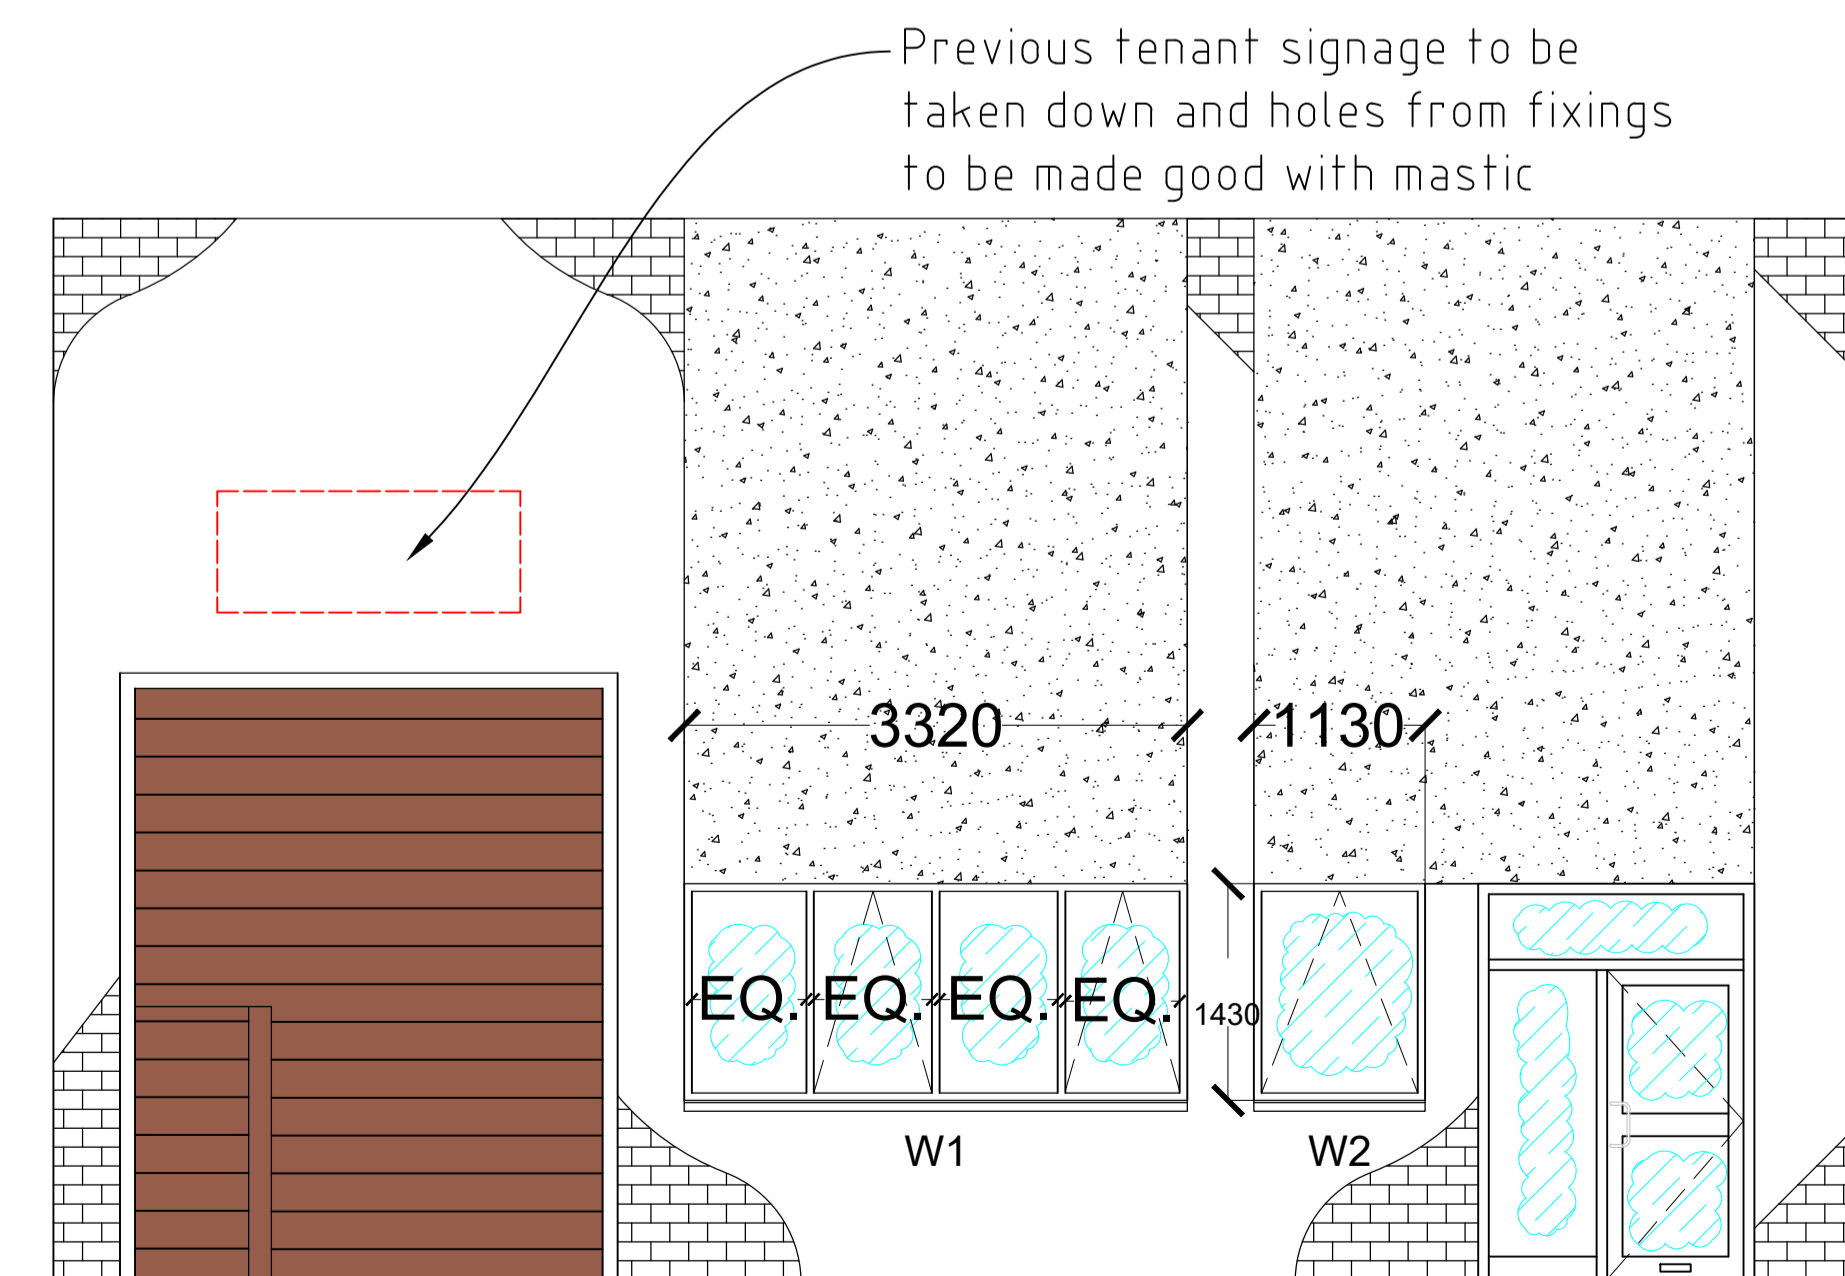 Previous tenant signage to be
taken down and holes from fixings
to be made good with mastic
3320
1130
EQ. EQ. EQ. EQ.
1430
W1
W2